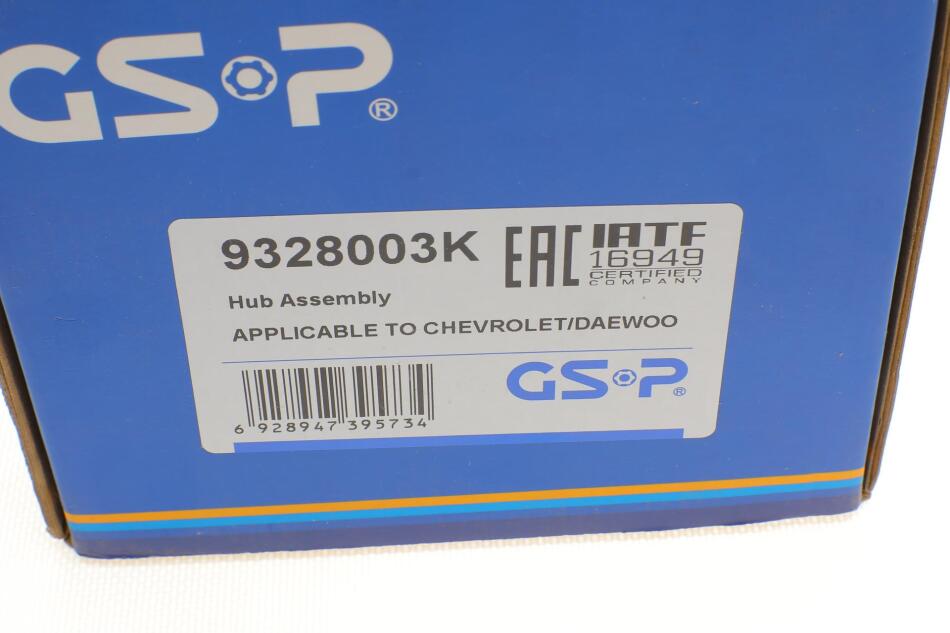 GS·P®
9328003K
EAC
IATF
16949
CERTIFIED
COMPANY
Hub Assembly
APPLICABLE TO CHEVROLET/DAEWOO
GS·P®
6 928947 395734